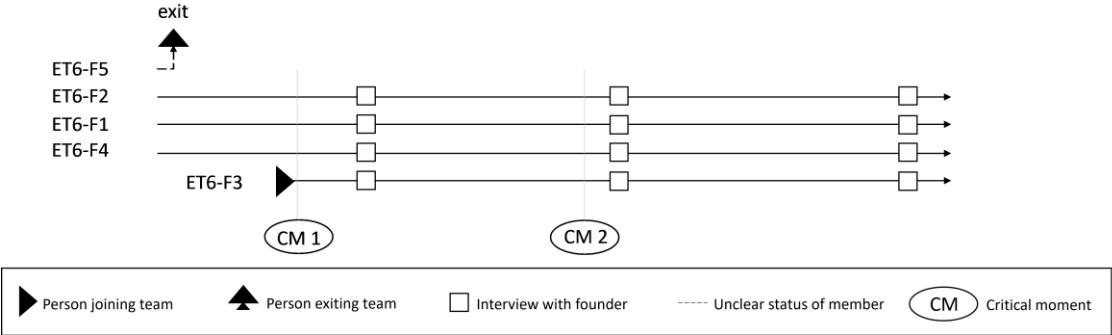 exit
ET6-F5
ET6-F2
ET6-F1
ET6-F4
ET6-F3
CM 1
CM 2
Person joining team
Person exiting team
Interview with founder
Unclear status of member
CM
Critical moment